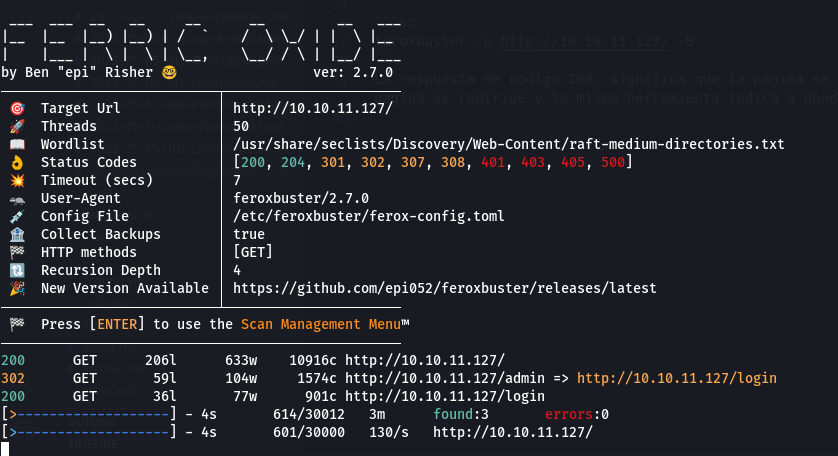 by Ben "epi" Risher 🤓 ver: 2.7.0
🎯 Target Url │ http://10.10.11.127/
🚀 Threads │ 50
📖 Wordlist │ /usr/share/seclists/Discovery/Web-Content/raft-medium-directories.txt
👌 Status Codes │ [200, 204, 301, 302, 307, 308, 401, 403, 405, 500]
💥 Timeout (secs) │ 7
🦡 User-Agent │ feroxbuster/2.7.0
💉 Config File │ /etc/feroxbuster/ferox-config.toml
🏦 Collect Backups │ true
🏁 HTTP methods │ [GET]
🔃 Recursion Depth │ 4
🎉 New Version Available │ https://github.com/epi052/feroxbuster/releases/latest
🏁 Press [ENTER] to use the Scan Management Menu™
200 GET 206l 633w 10916c http://10.10.11.127/
302 GET 59l 104w 1574c http://10.10.11.127/admin => http://10.10.11.127/login
200 GET 36l 77w 901c http://10.10.11.127/login
[>-------------------] - 4s 614/30012 3m found:3 errors:0
[>-------------------] - 4s 601/30000 130/s http://10.10.11.127/